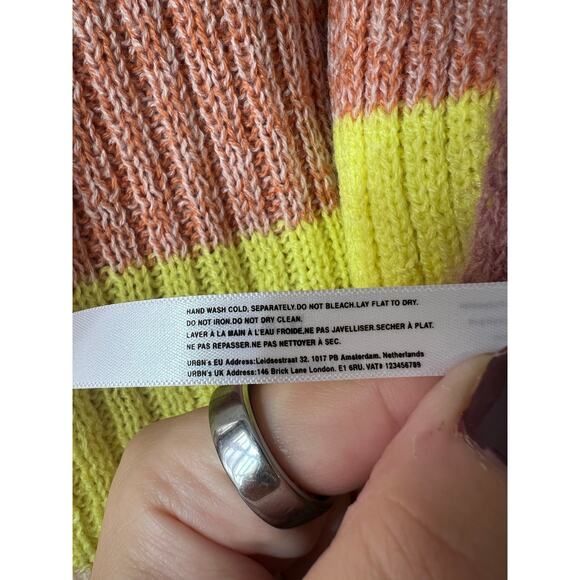 HAND WASH COLD, SEPARATELY.DO NOT BLEACH.LAY FLAT TO DRY.
DO NOT IRON.DO NOT DRY CLEAN.
LAVER À LA MAIN À L'EAU FROIDE,NE PAS JAVELLISER.SECHER À PLAT.
NE PAS REPASSER.NE PAS NETTOYER À SEC.
URBN's EU Address:Leidsestraat 32. 1017 PB Amsterdam. Netherlands
URBN's UK Address:146 Brick Lane London. E1 6RU. VAT# 123456789